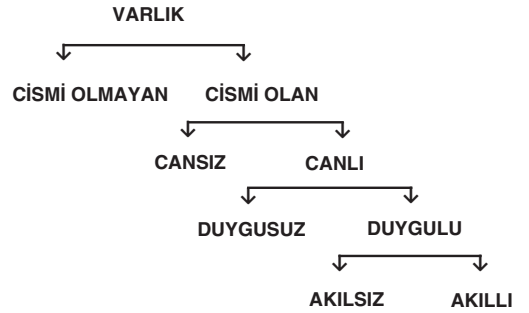 VARLIK
CİSMİ OLMAYAN CİSMİ OLAN
CANSIZ CANLI
DUYGUSUZ DUYGULU
AKILSIZ AKILLI